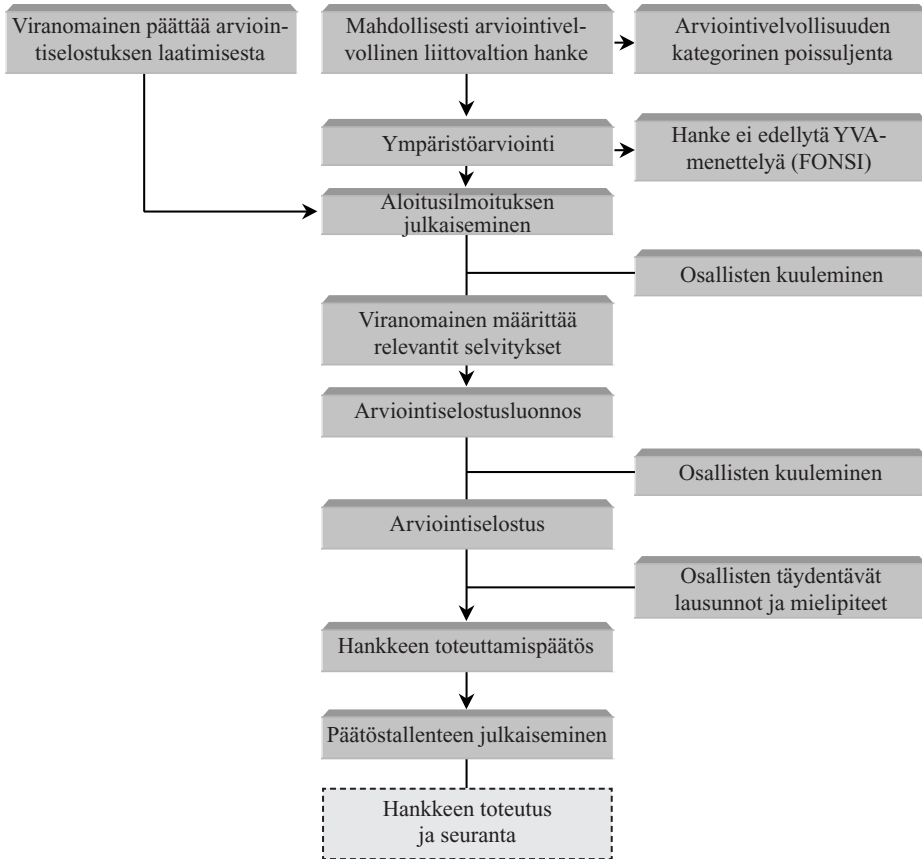 Viranomainen päättää arvioin-
tiselostuksen laatimisesta
Mahdollisesti arviointivel-
vollinen liittovaltion hanke
Arviointivelvollisuuden
kategorinen poissuljenta
Ympäristöarviointi
Hanke ei edellytä YVA-
menettelyä (FONSI)
Aloitusilmoituksen
julkaiseminen
Osallisten kuuleminen
Viranomainen määrittää
relevantit selvitykset
Arviointiselostusluonnos
Osallisten kuuleminen
Arviointiselostus
Osallisten täydentävät
lausunnot ja mielipiteet
Hankkeen toteuttamispäätös
Päätöstallenteen julkaiseminen
Hankkeen toteutus
ja seuranta